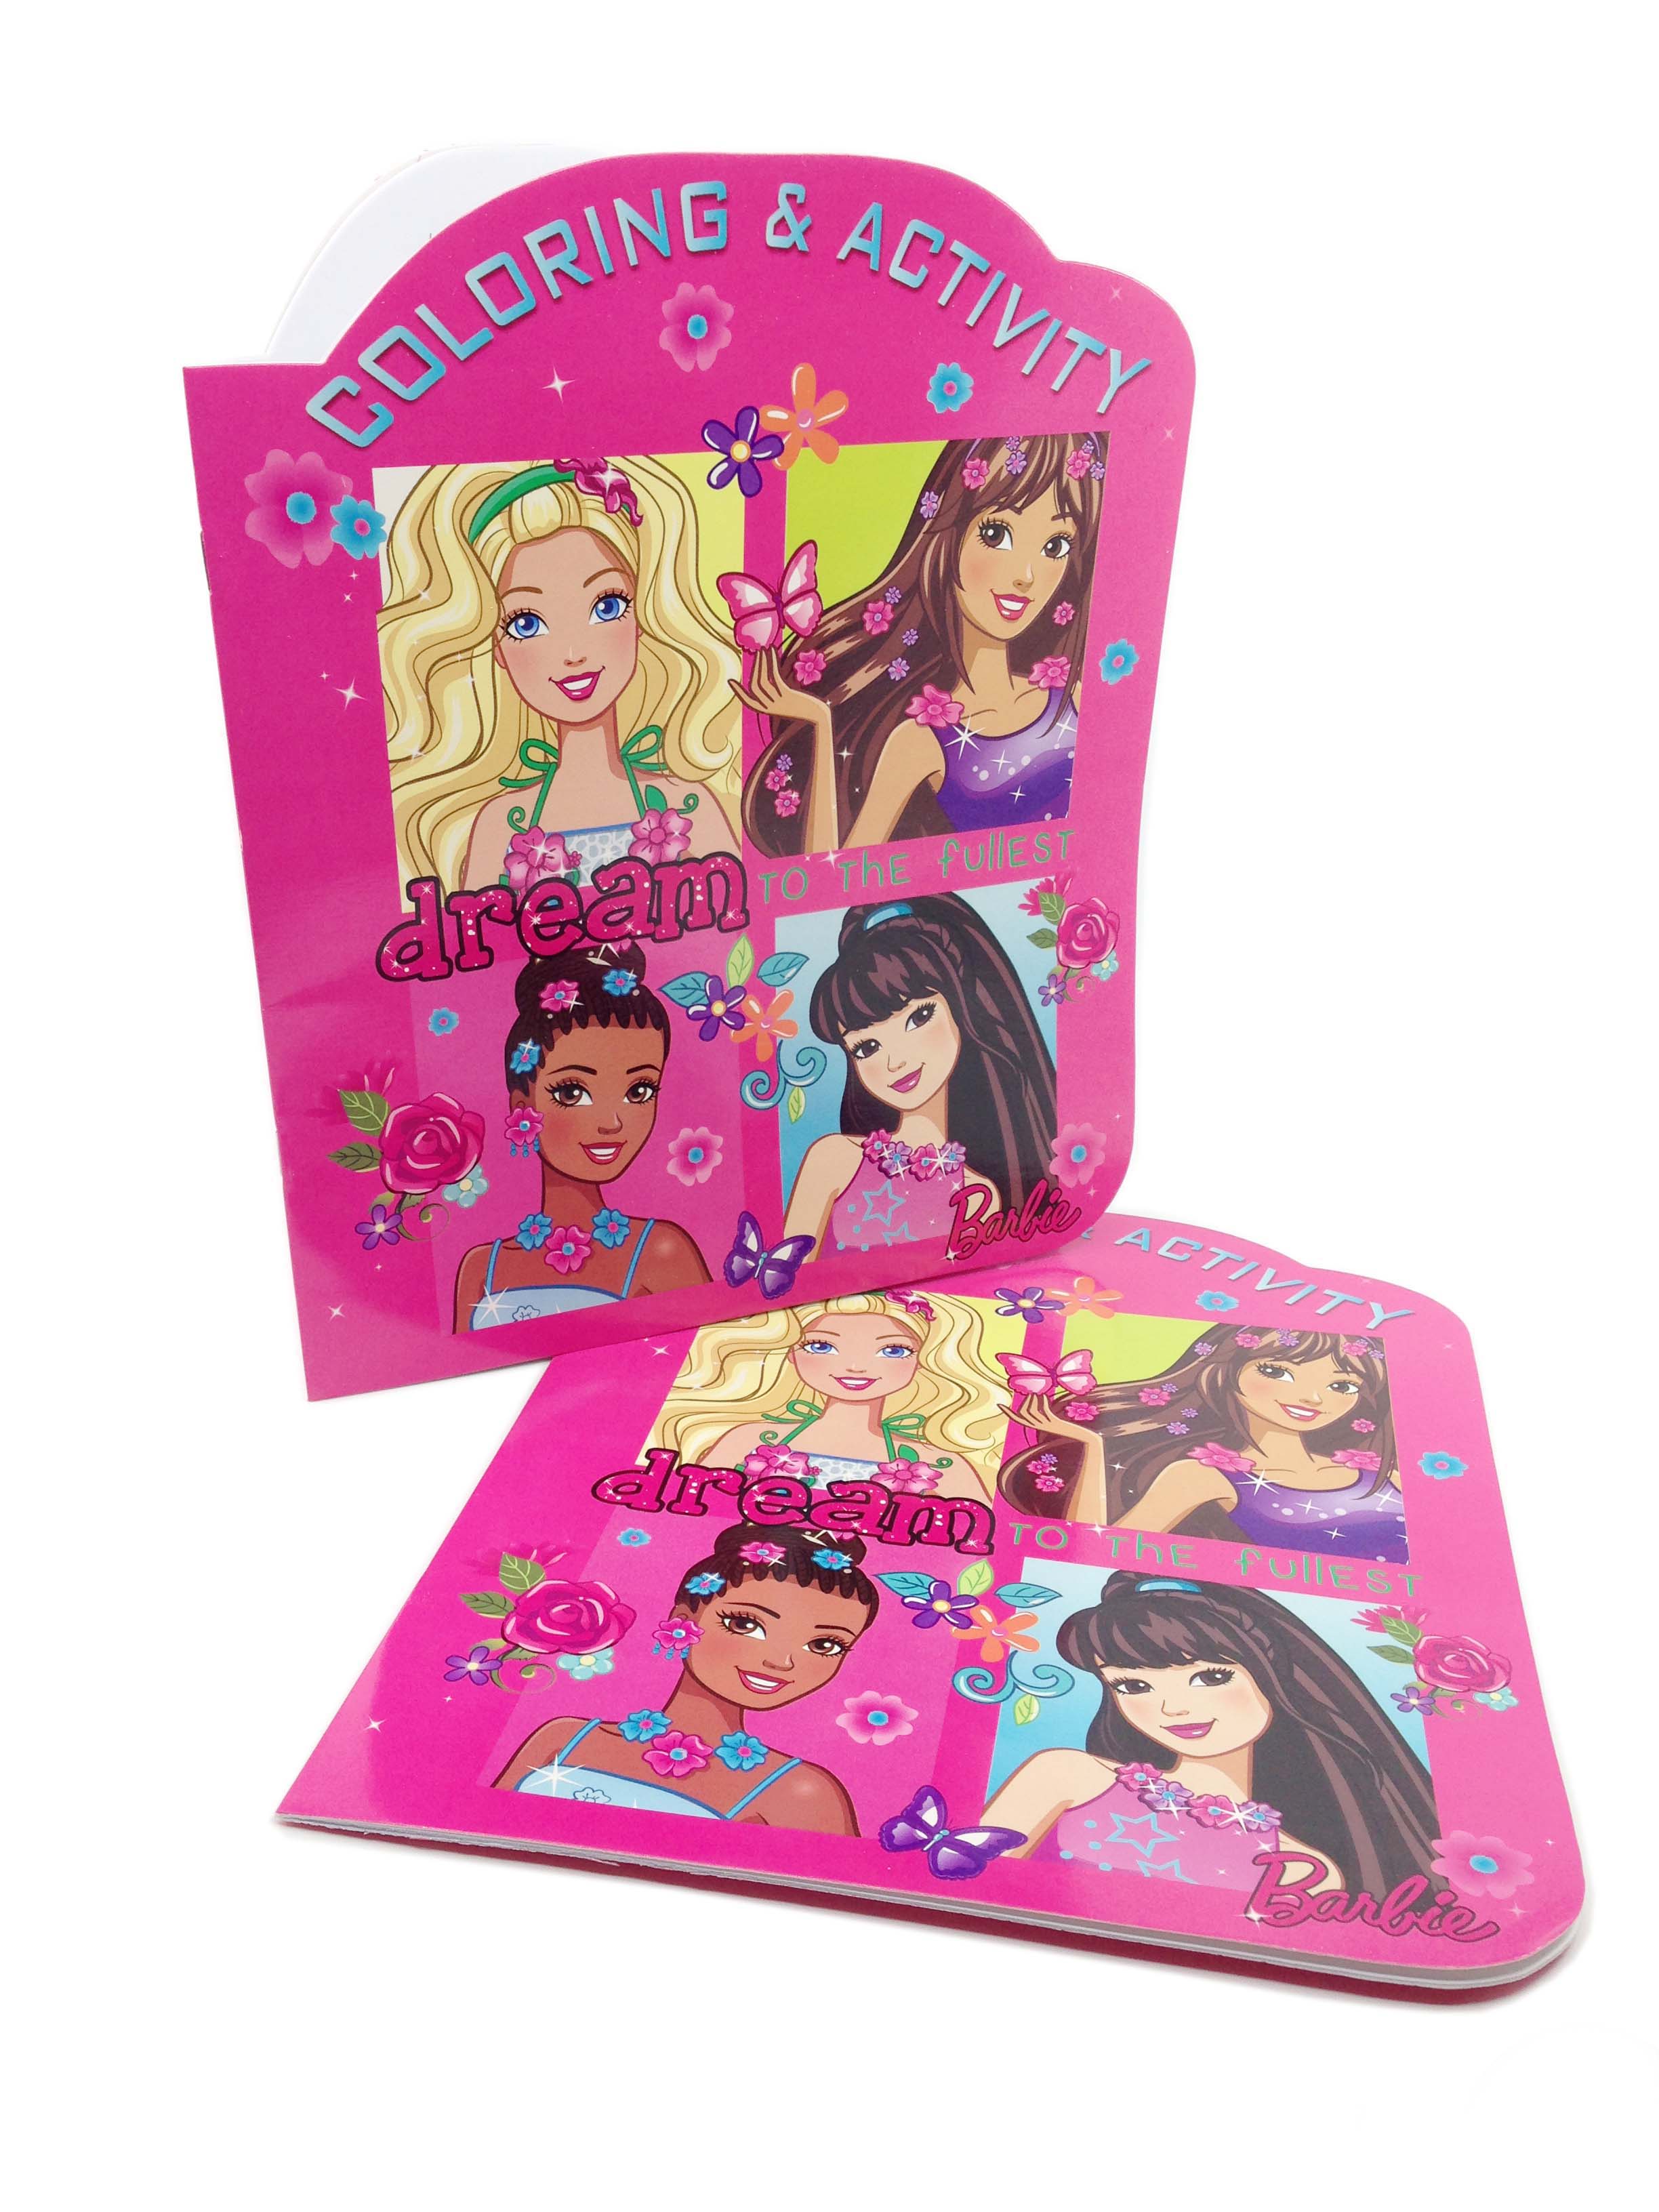 COLORING & ACTIVITY
dream TO ThE fullEST
Barbie
& ACTIVITY
dream TO ThE fullEST
Barbie